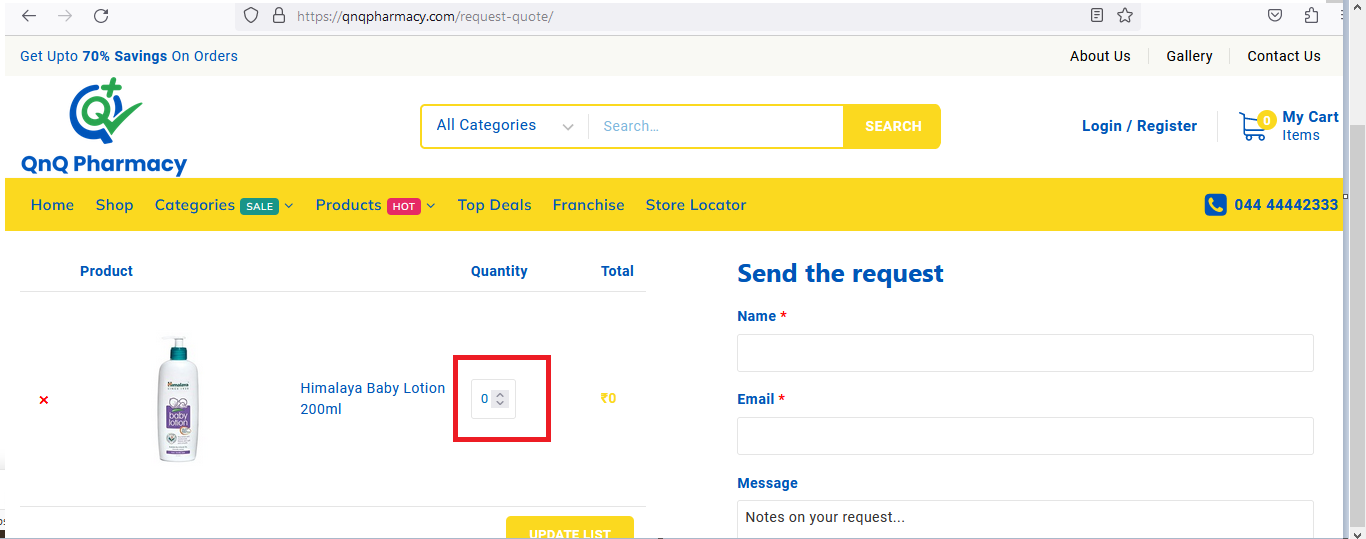 https://qnqpharmacy.com/request-quote/
Get Upto 70% Savings On Orders
About Us
Gallery
Contact Us
QnQ Pharmacy
All Categories
Search...
SEARCH
Login / Register
0
My Cart
Items
Home
Shop
Categories SALE
Products HOT
Top Deals
Franchise
Store Locator
044 44442333
Product
Quantity
Total
Himalaya
baby
lotion
Himalaya Baby Lotion
200ml
0
₹0
UPDATE LIST
Send the request
Name *
Email *
Message
Notes on your request...